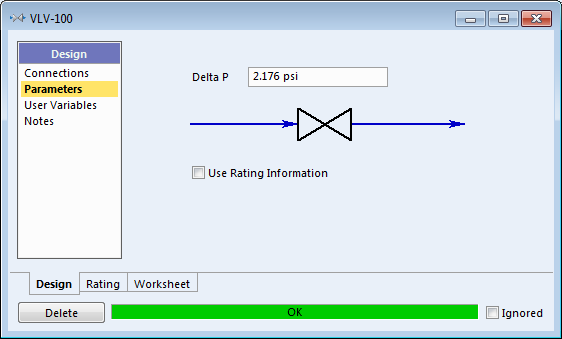 VLV-100
Design
Connections
Parameters
User Variables
Notes
Delta P 2.176 psi
Use Rating Information
Design Rating Worksheet
Delete OK Ignored